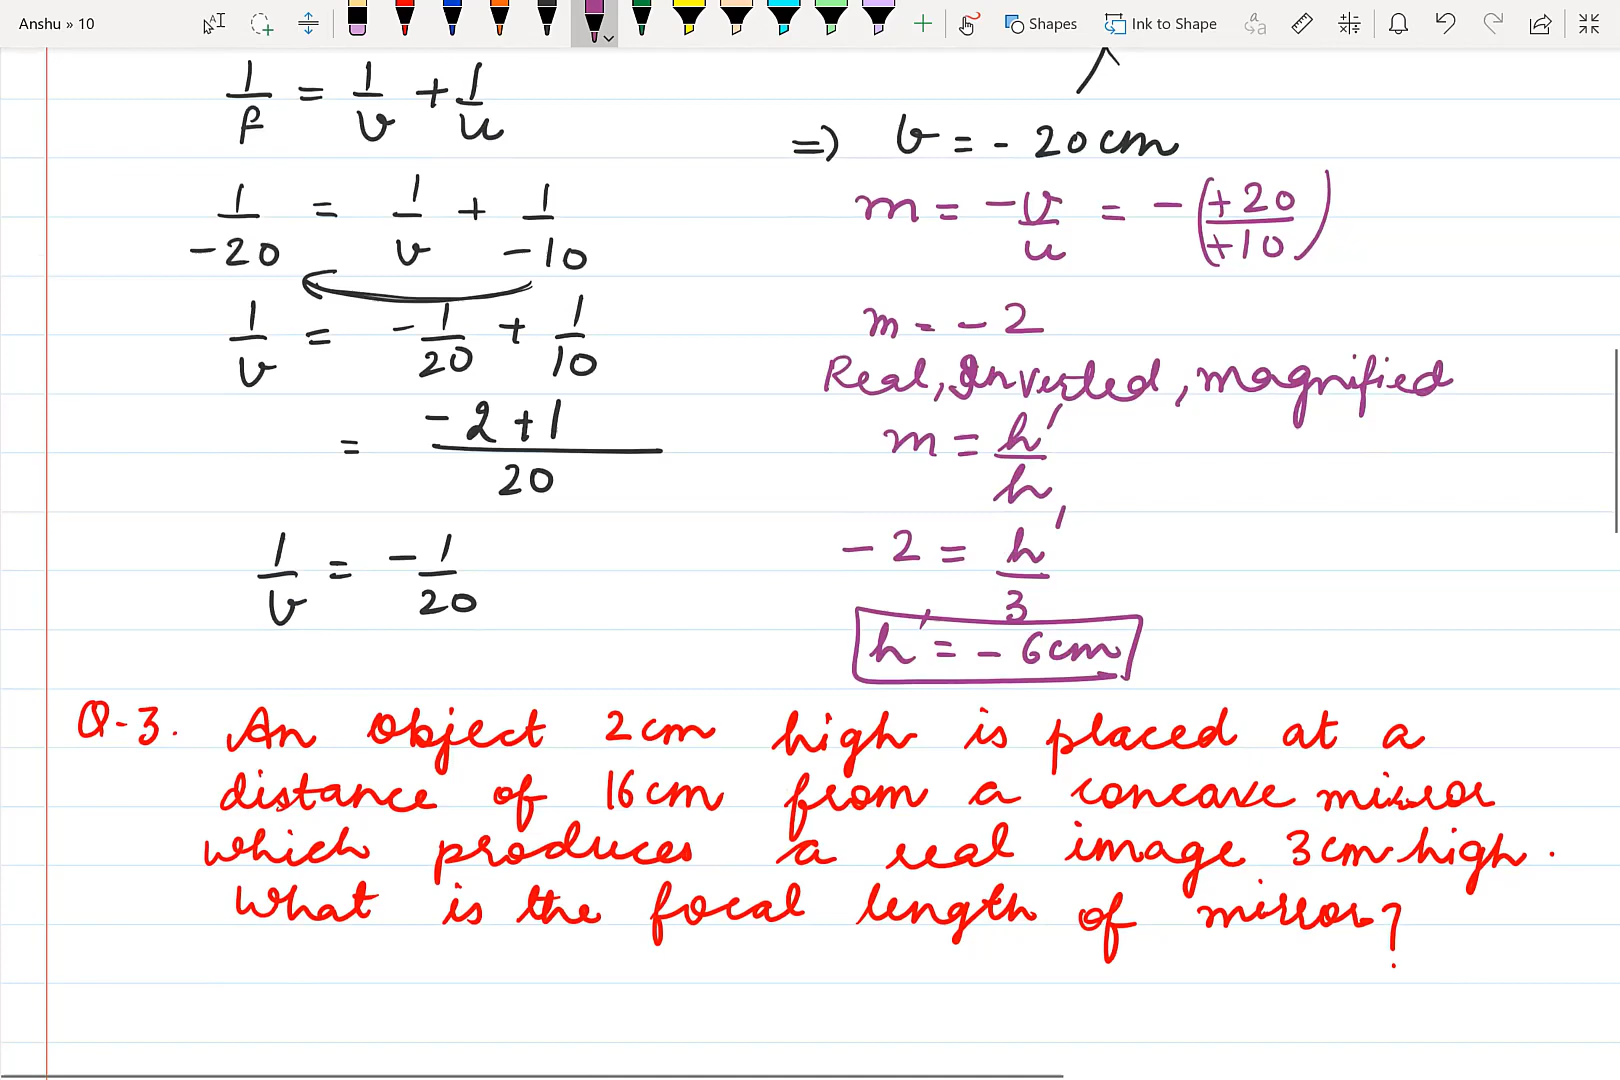 Anshu » 10
Shapes
Ink to Shape
1/f = 1/v + 1/u
1/-20 = 1/v + 1/-10
1/v = -1/20 + 1/10
= -2+1/20
1/v = -1/20
=> v = - 20 cm
m = -v/u = -(+20/+10)
m = - 2
Real, Inverted, magnified
m = h'/h
- 2 = h'/3
h' = - 6 cm
Q-3. An object 2cm high is placed at a
distance of 16cm from a concave mirror
which produces a real image 3cm high.
What is the focal length of mirror?